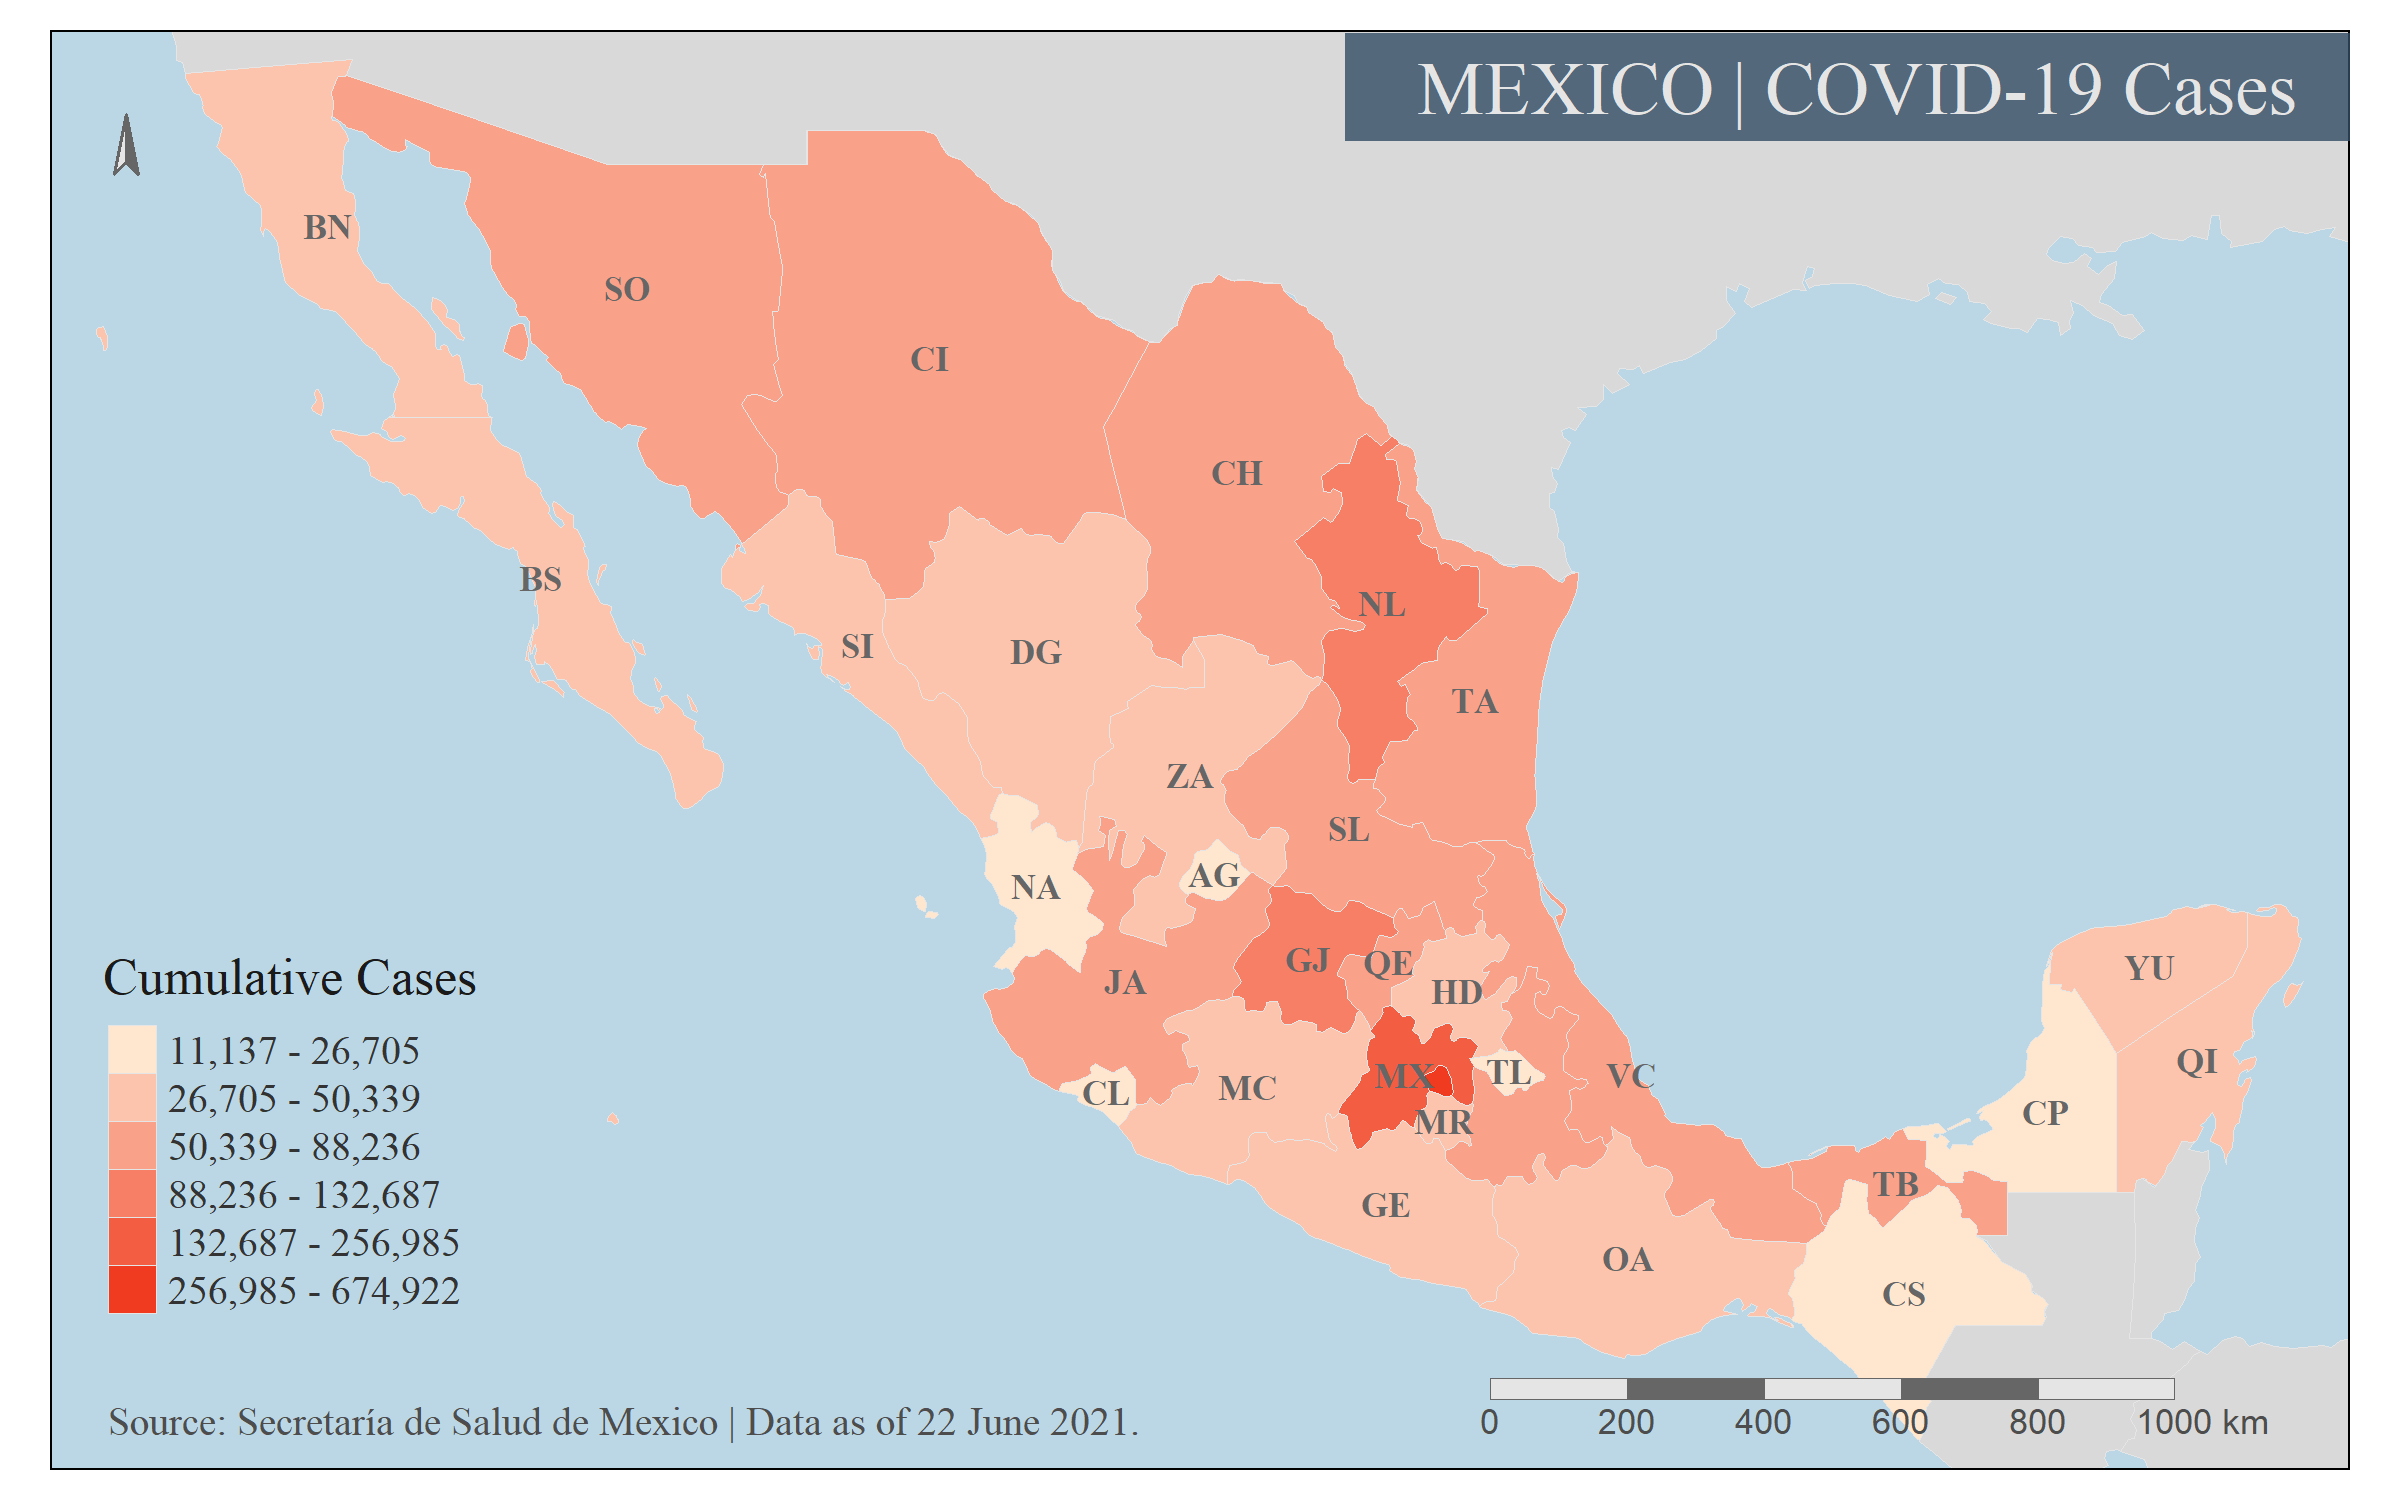 MEXICO | COVID-19 Cases
BN
SO
CI
CH
BS
NL
SI
DG
TA
ZA
SL
AG
NA
GJ
QE
YU
JA
HD
QI
MX
TL
VC
MC
CL
CP
MR
TB
GE
OA
CS
Cumulative Cases
11,137 - 26,705
26,705 - 50,339
50,339 - 88,236
88,236 - 132,687
132,687 - 256,985
256,985 - 674,922
Source: Secretaría de Salud de Mexico | Data as of 22 June 2021.
0 200 400 600 800 1000 km